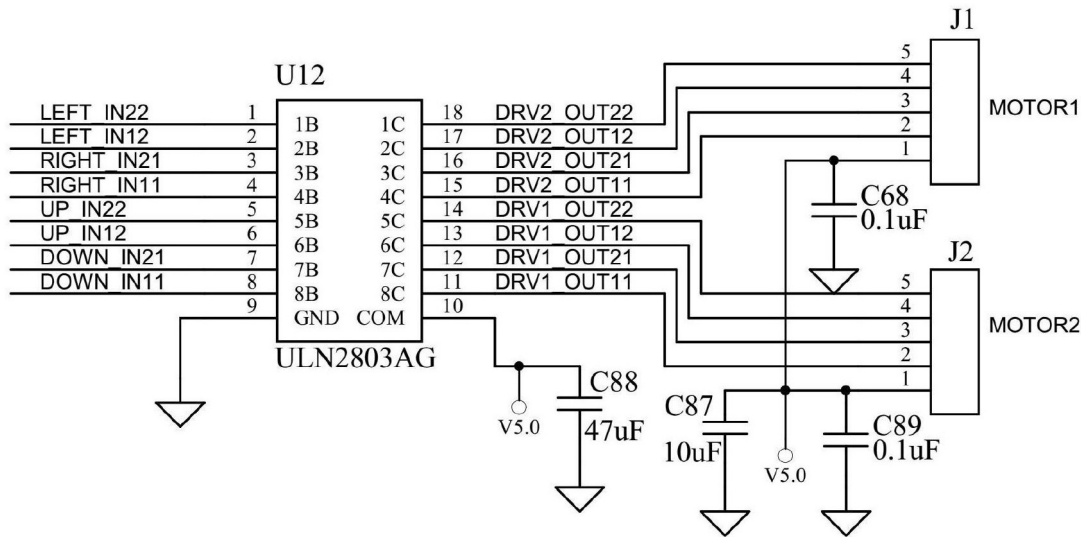 J1
U12
MOTOR1
5
4
3
2
1
LEFT_IN22 1 1B 1C 18 DRV2_OUT22
LEFT_IN12 2 2B 2C 17 DRV2_OUT12
RIGHT_IN21 3 3B 3C 16 DRV2_OUT21
RIGHT_IN11 4 4B 4C 15 DRV2_OUT11
UP_IN22 5 5B 5C 14 DRV1_OUT22
UP_IN12 6 6B 6C 13 DRV1_OUT12
DOWN_IN21 7 7B 7C 12 DRV1_OUT21
DOWN_IN11 8 8B 8C 11 DRV1_OUT11
9 GND COM 10
ULN2803AG
C68
0.1uF
J2
MOTOR2
5
4
3
2
1
C88
47uF
V5.0
C87
10uF
V5.0
C89
0.1uF